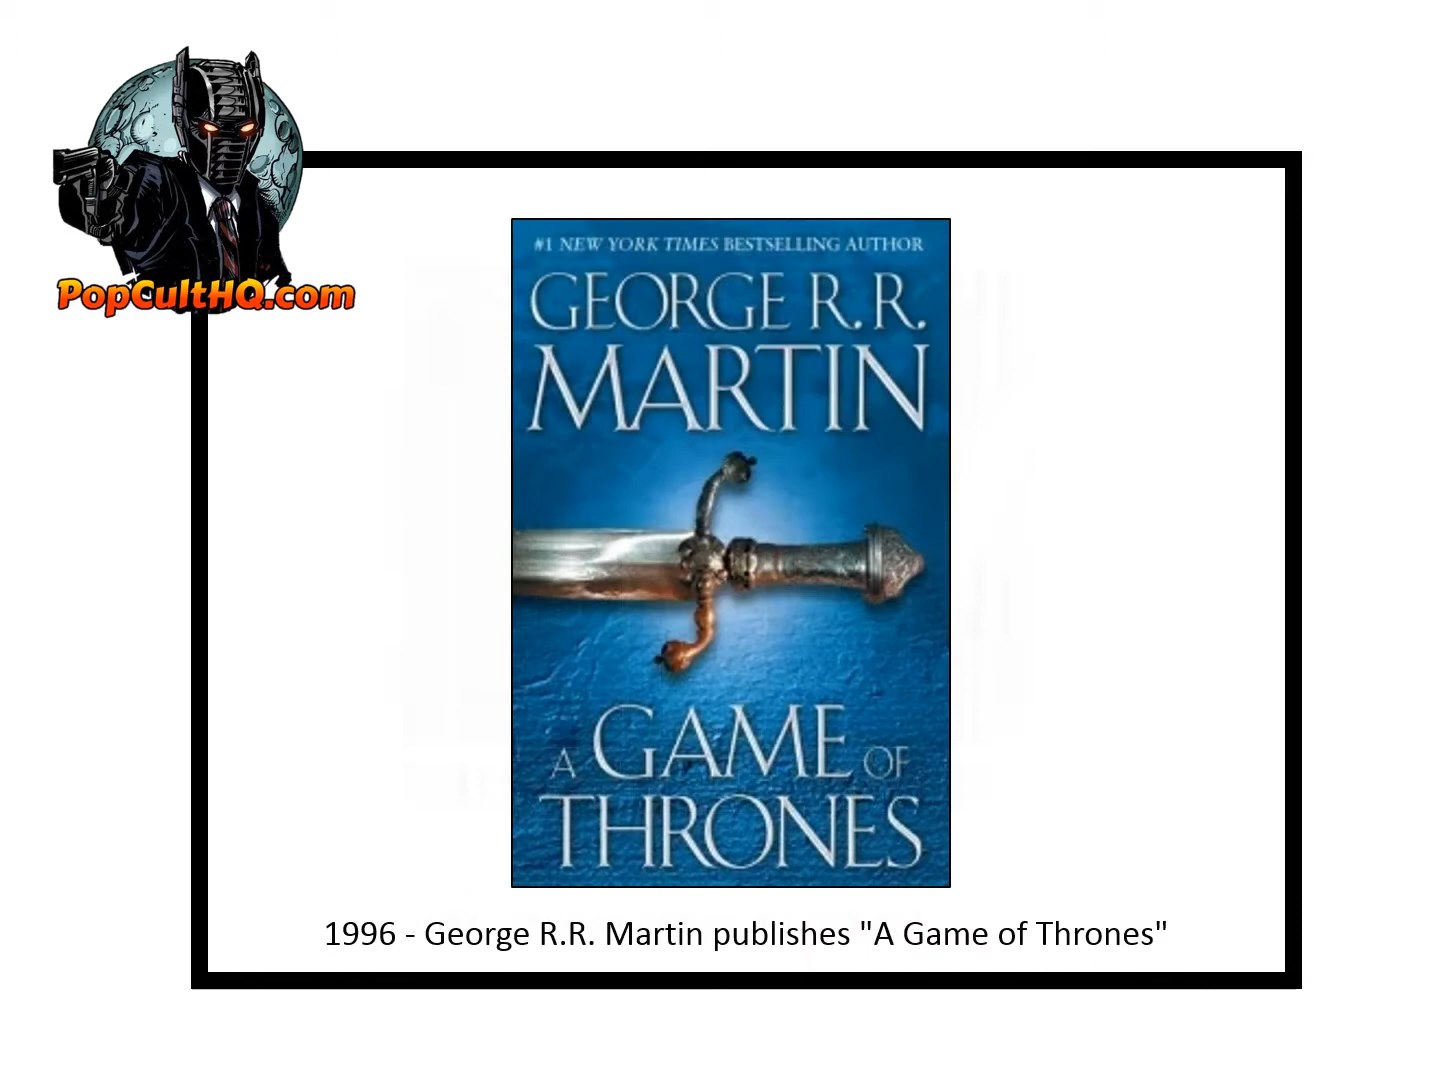 PopCultHQ.com
#1 NEW YORK TIMES BESTSELLING AUTHOR
GEORGE R. R.
MARTIN
A GAME OF
THRONES
1996 - George R.R. Martin publishes "A Game of Thrones"